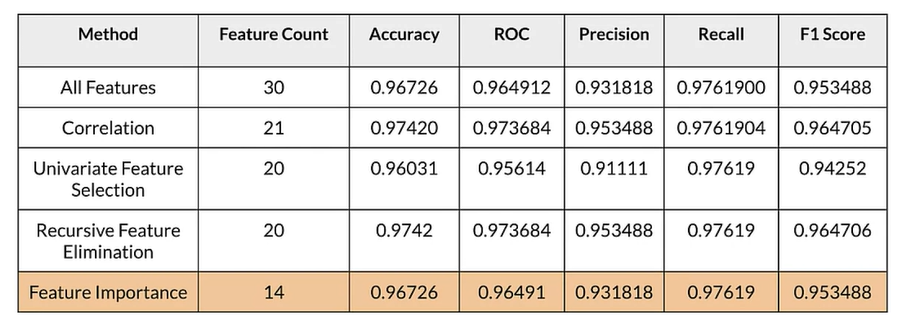 Method Feature Count Accuracy ROC Precision Recall F1 Score
All Features 30 0.96726 0.964912 0.931818 0.9761900 0.953488
Correlation 21 0.97420 0.973684 0.953488 0.9761904 0.964705
Univariate Feature 20 0.96031 0.95614 0.91111 0.97619 0.94252
Selection
Recursive Feature 20 0.9742 0.973684 0.953488 0.97619 0.964706
Elimination
Feature Importance 14 0.96726 0.96491 0.931818 0.97619 0.953488